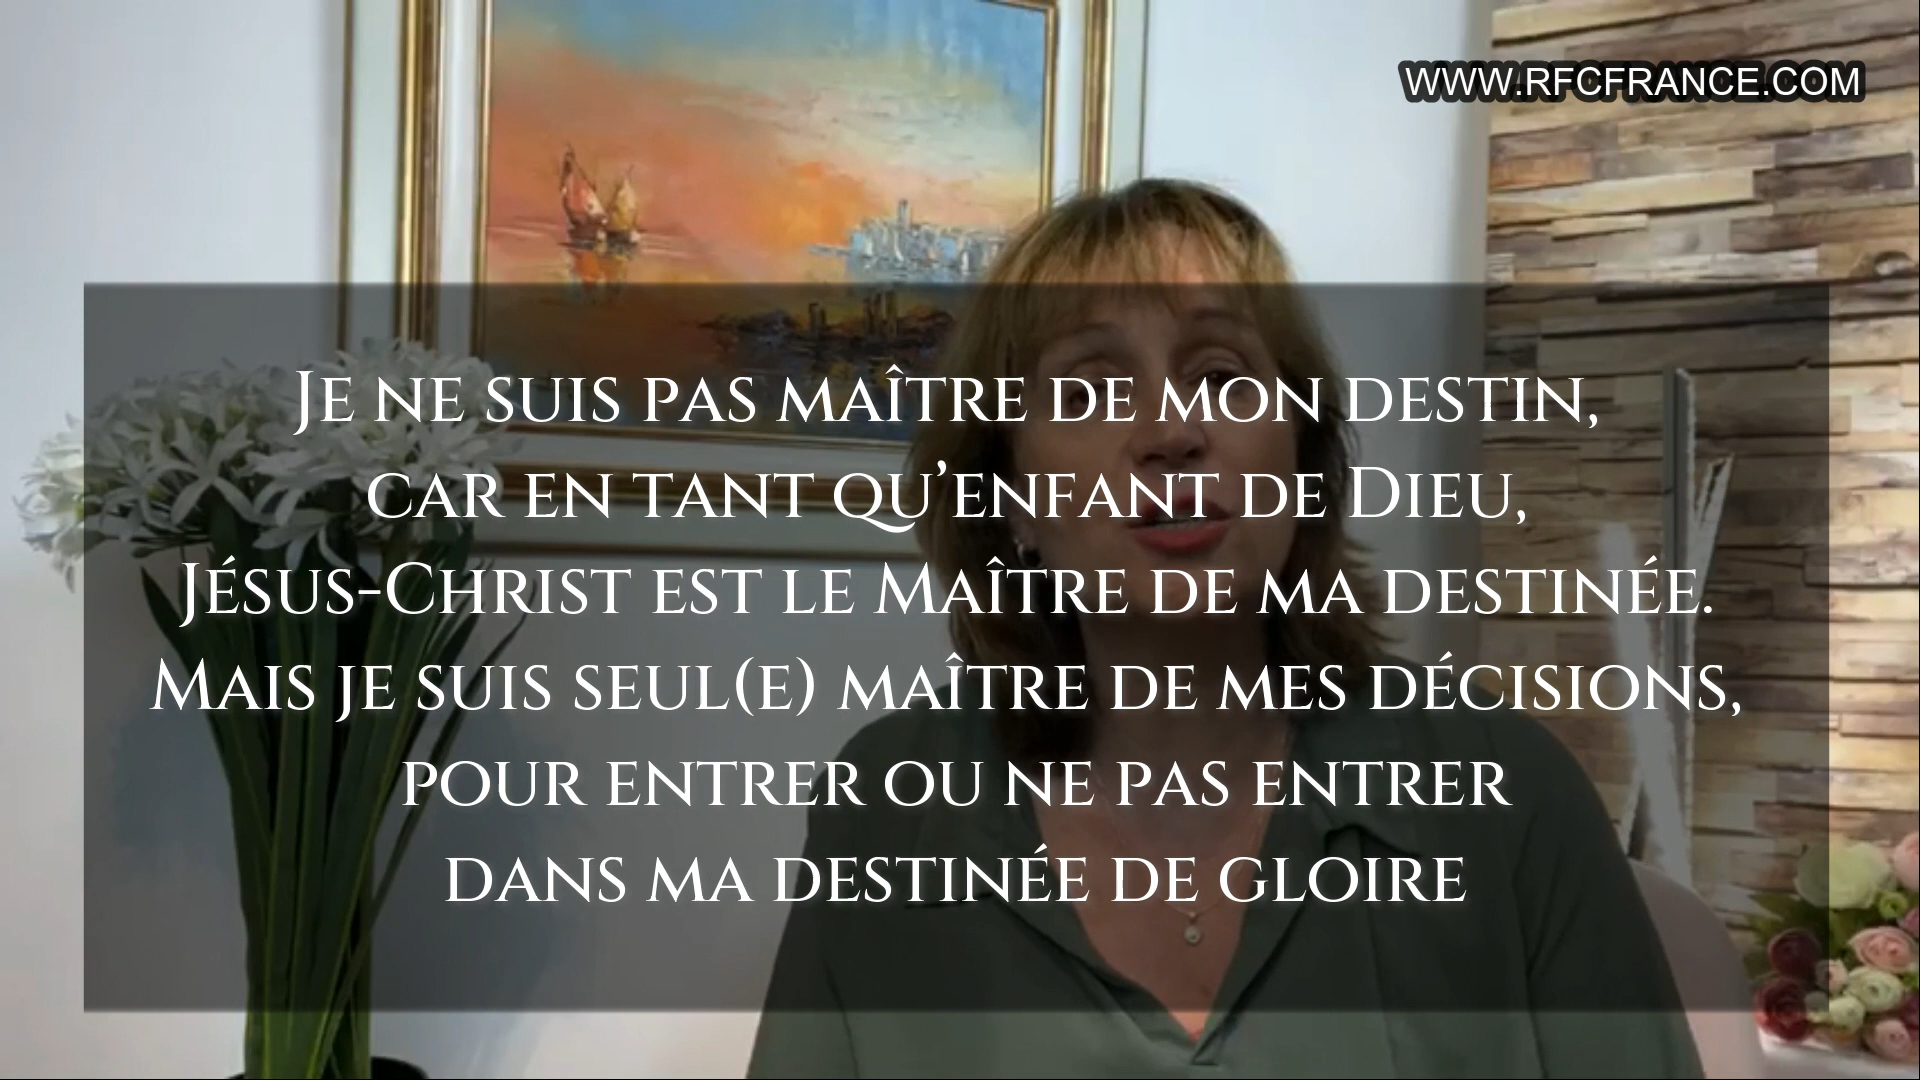 WWW.RFCFRANCE.COM
Je ne suis pas maître de mon destin,
car en tant qu’enfant de Dieu,
Jésus-Christ est le Maître de ma destinée.
Mais je suis seul(e) maître de mes décisions,
pour entrer ou ne pas entrer
dans ma destinée de gloire